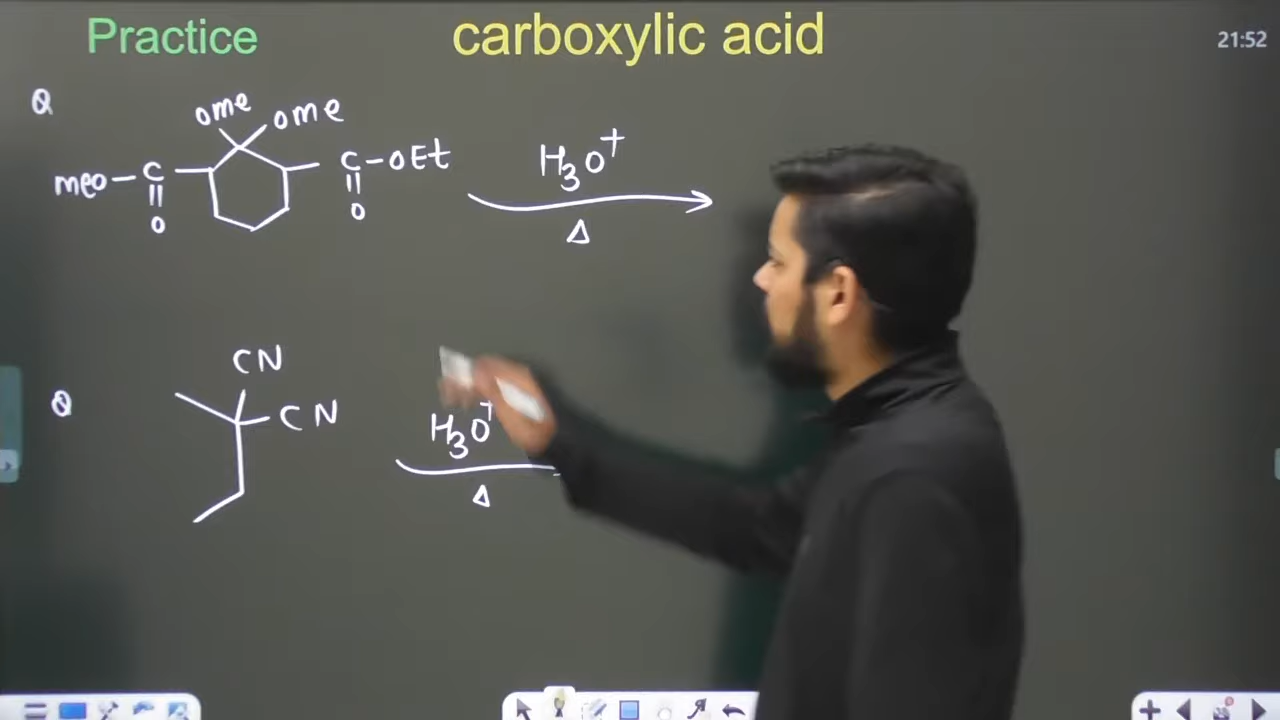 Practice carboxylic acid
21:52
Q
ome ome
meo-C C-OEt
O O
H3O+
Δ
Q
CN
CN
H3O+
Δ